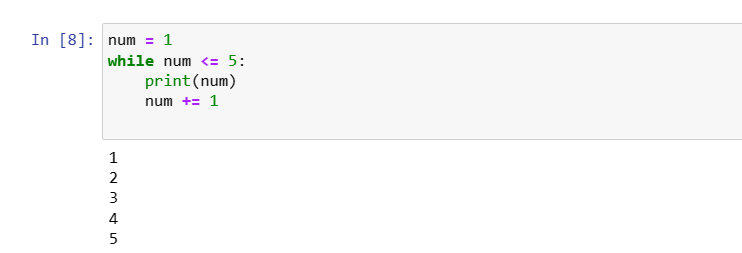 In [8]: num = 1
while num <= 5:
    print(num)
    num += 1
1
2
3
4
5